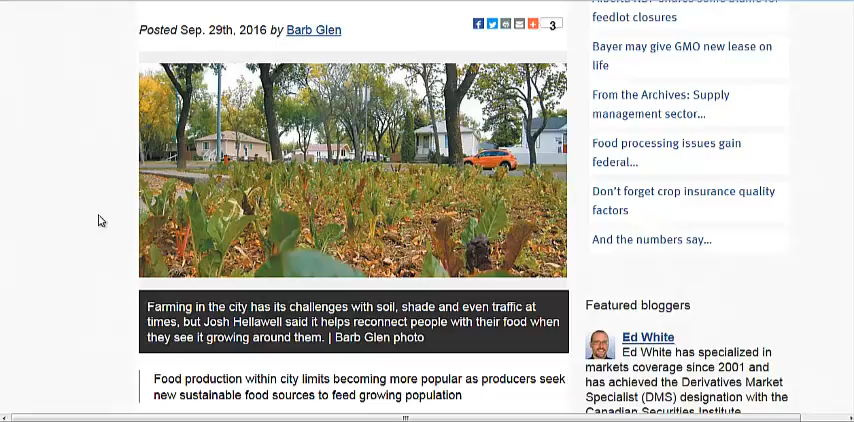 Posted Sep. 29th, 2016 by Barb Glen
3
Farming in the city has its challenges with soil, shade and even traffic at
times, but Josh Hellawell said it helps reconnect people with their food when
they see it growing around them. | Barb Glen photo
Food production within city limits becoming more popular as producers seek
new sustainable food sources to feed growing population
feedlot closures
Bayer may give GMO new lease on
life
From the Archives: Supply
management sector...
Food processing issues gain
federal...
Don't forget crop insurance quality
factors
And the numbers say...
Featured bloggers
Ed White
Ed White has specialized in
markets coverage since 2001 and
has achieved the Derivatives Market
Specialist (DMS) designation with the
Canadian Securities Institute